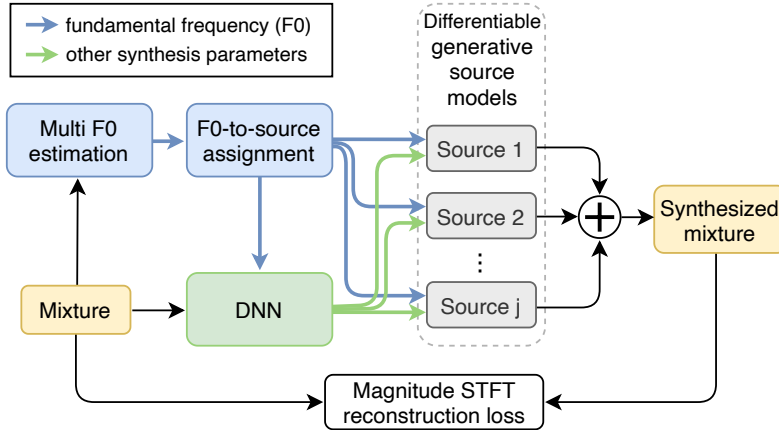 fundamental frequency (F0)
other synthesis parameters
Differentiable
generative
source
models
Multi F0
estimation
F0-to-source
assignment
Source 1
Source 2
⋮
Source j
Synthesized
mixture
Mixture
DNN
Magnitude STFT
reconstruction loss